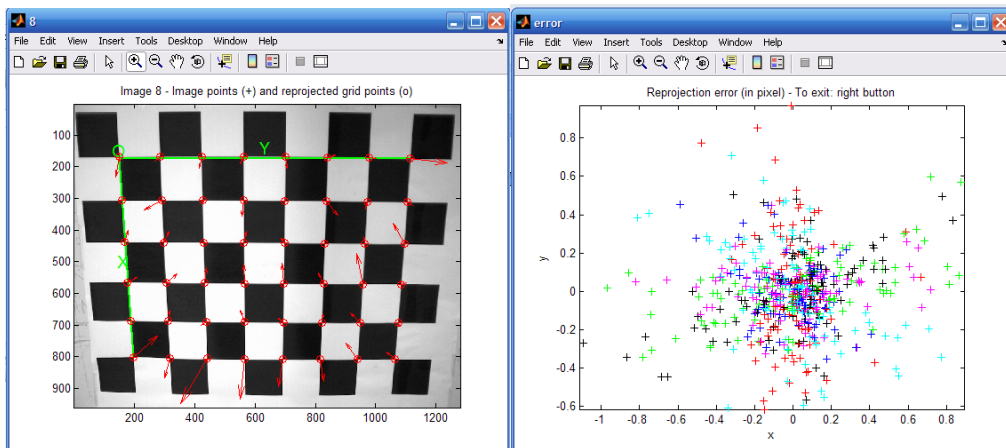 8
File Edit View Insert Tools Desktop Window Help
Image 8 - Image points (+) and reprojected grid points (o)
O
Y
X
100
200
300
400
500
600
700
800
900
200 400 600 800 1000 1200
error
File Edit View Insert Tools Desktop Window Help
Reprojection error (in pixel) - To exit: right button
0.8
0.6
0.4
0.2
0
-0.2
-0.4
-0.6
y
-1 -0.8 -0.6 -0.4 -0.2 0 0.2 0.4 0.6 0.8
x